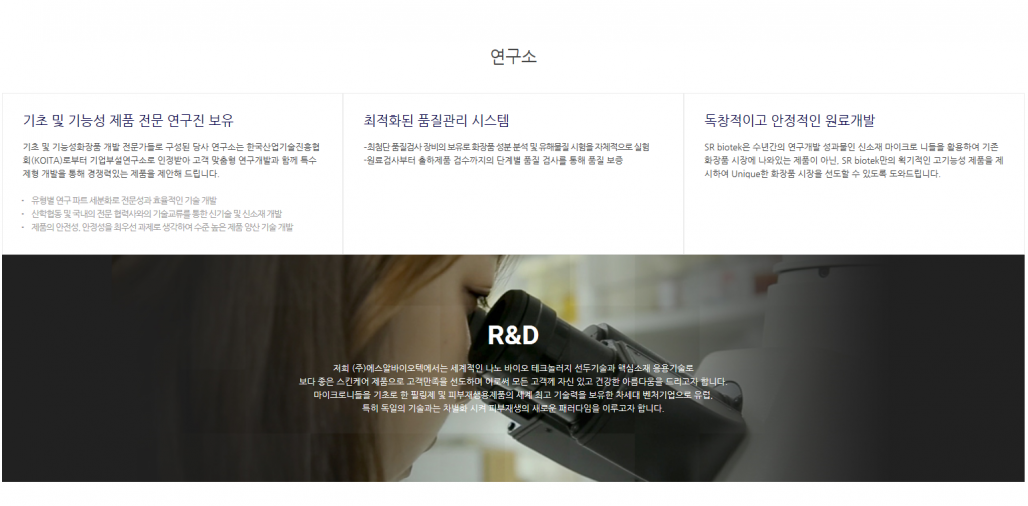 연구소
기초 및 기능성 제품 전문 연구진 보유
기초 및 기능성화장품 개발 전문가들로 구성된 당사 연구소는 한국산업기술진흥협
회(KOITA)로부터 기업부설연구소로 인정받아 고객 맞춤형 연구개발과 함께 특수
제형 개발을 통해 경쟁력있는 제품을 제안해 드립니다.
- 유형별 연구 파트 세분화로 전문성과 효율적인 기술 개발
- 산학협동 및 국내외 전문 협력사와의 기술교류를 통한 신기술 및 신소재 개발
- 제품의 안전성, 안정성을 최우선 과제로 생각하여 수준 높은 제품 양산 기술 개발
최적화된 품질관리 시스템
-최첨단 품질검사 장비의 보유로 화장품 성분 분석 및 유해물질 시험을 자체적으로 실험
-원료검사부터 출하제품 검수까지의 단계별 품질 검사를 통해 품질 보증
독창적이고 안정적인 원료개발
SR biotek은 수년간의 연구개발 성과물인 신소재 마이크로 니들을 활용하여 기존
화장품 시장에 나와있는 제품이 아닌, SR biotek만의 획기적인 고기능성 제품을 제
시하여 Unique한 화장품 시장을 선도할 수 있도록 도와드립니다.
R&D
저희 (주)에스알바이오텍에서는 세계적인 나노 바이오 테크놀러지 선두기술과 핵심소재 응용기술로
보다 좋은 스킨케어 제품으로 고객만족을 선도하며 이로써 모든 고객께 자신 있고 건강한 아름다움을 드리고자 합니다.
마이크로니들을 기초로 한 필링제 및 피부재생용제품의 세계 최고 기술력을 보유한 차세대 벤처기업으로 유럽,
특히 독일의 기술과는 차별화 시켜 피부재생의 새로운 패러다임을 이루고자 합니다.